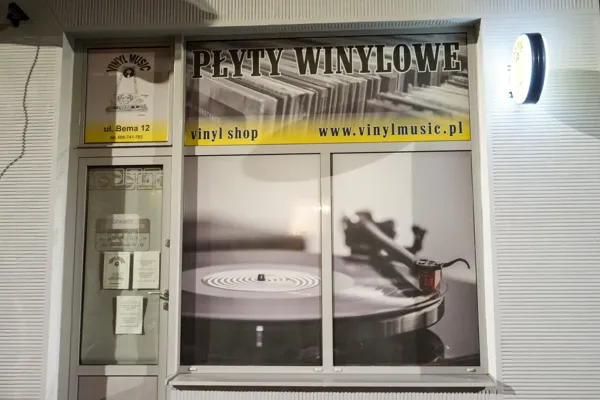 VINYL MUSIC
ul. Bema 12
PŁYTY WINYLOWE
vinyl shop www.vinylmusic.pl